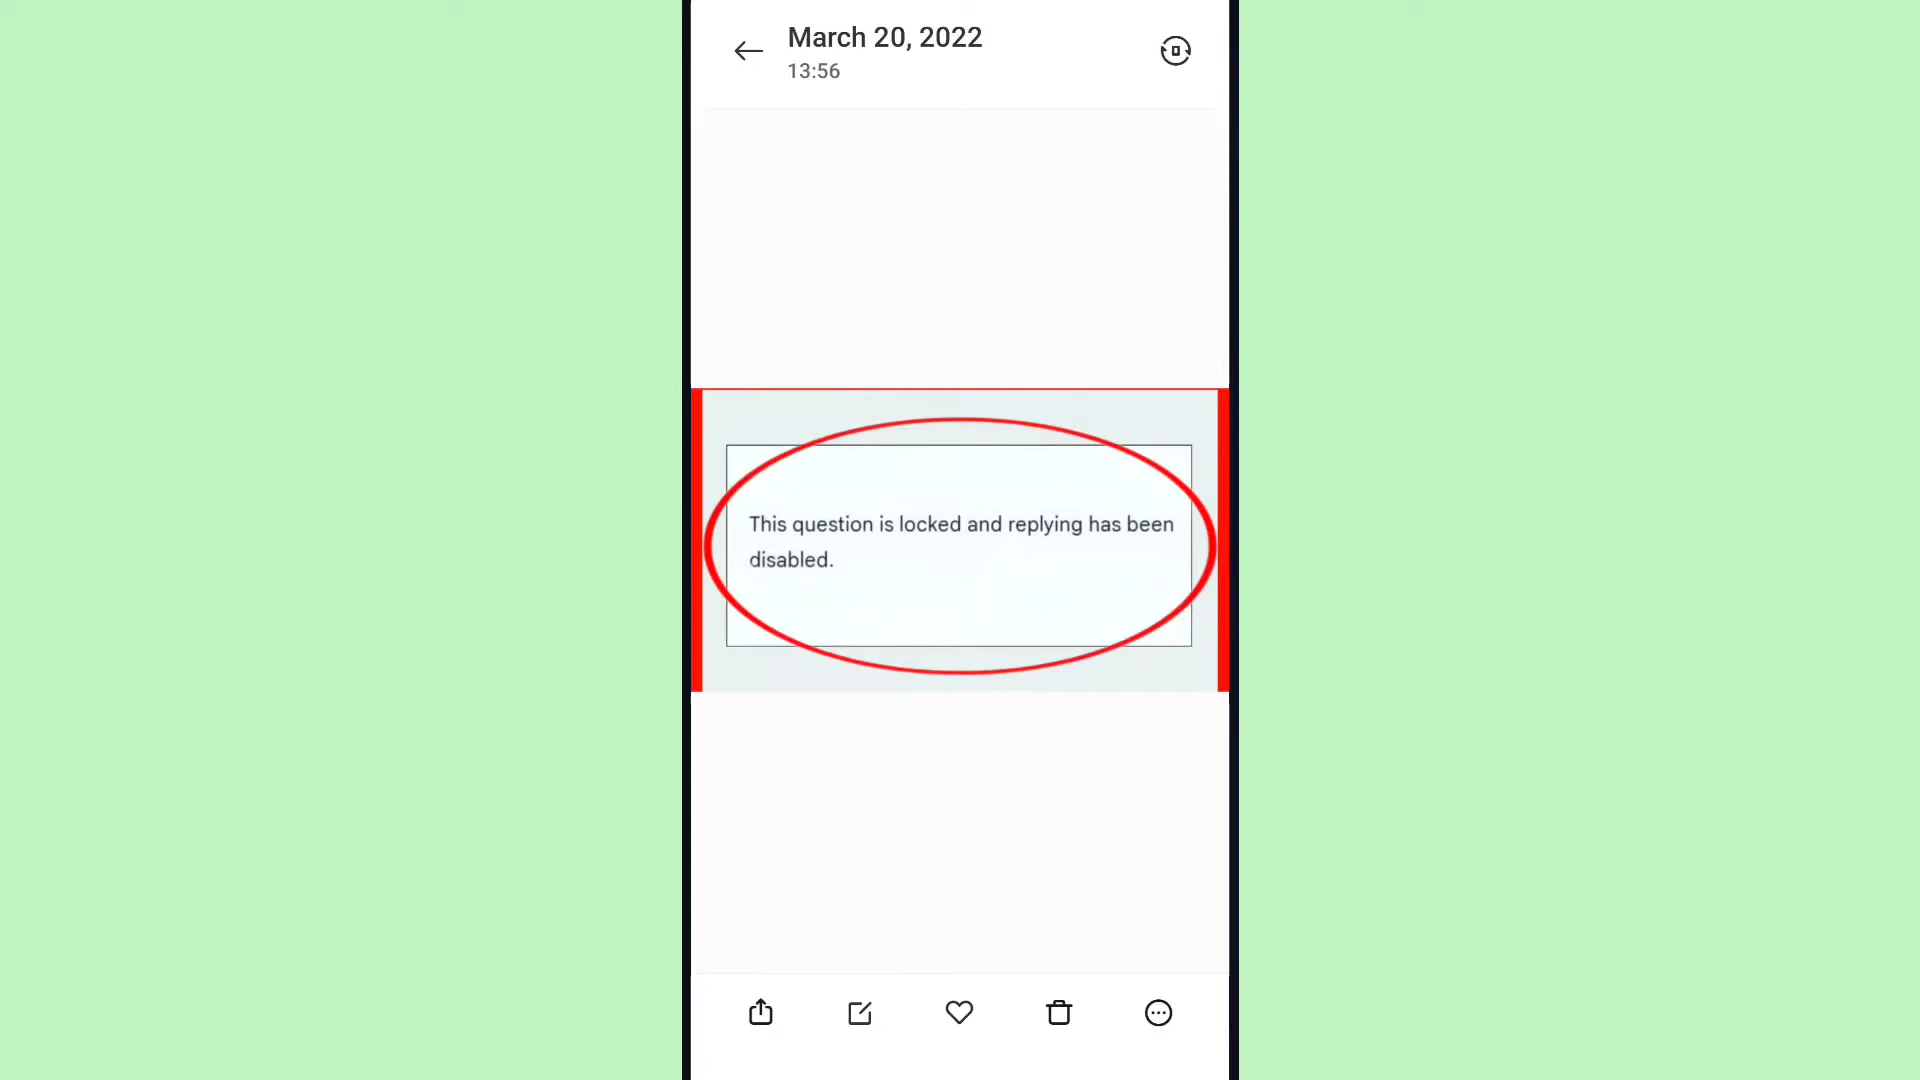 March 20, 2022
13:56
This question is locked and replying has been
disabled.